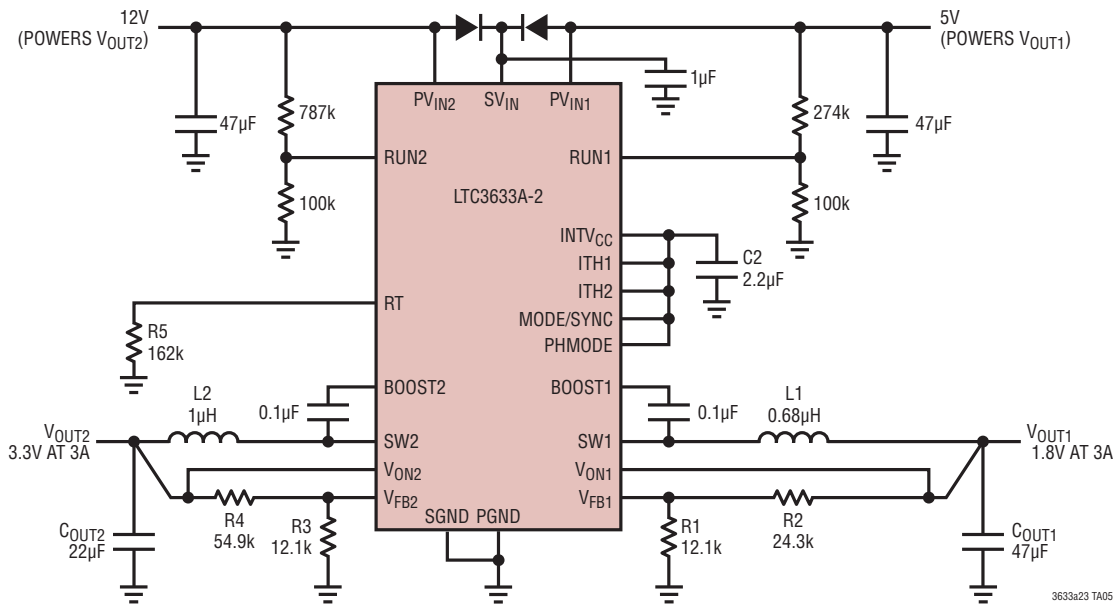 12V
(POWERS VOUT2)
5V
(POWERS VOUT1)
47µF
787k
100k
1µF
274k
47µF
100k
PVIN2
SVIN
PVIN1
RUN2
RUN1
LTC3633A-2
INTVCC
ITH1
ITH2
MODE/SYNC
PHMODE
C2
2.2µF
RT
R5
162k
BOOST2
BOOST1
L2
1µH
0.1µF
0.1µF
L1
0.68µH
SW2
SW1
VOUT2
3.3V AT 3A
VOUT1
1.8V AT 3A
VON2
VON1
VFB2
VFB1
SGND
PGND
R4
54.9k
R3
12.1k
R1
12.1k
R2
24.3k
COUT2
22µF
COUT1
47µF
3633a23 TA05